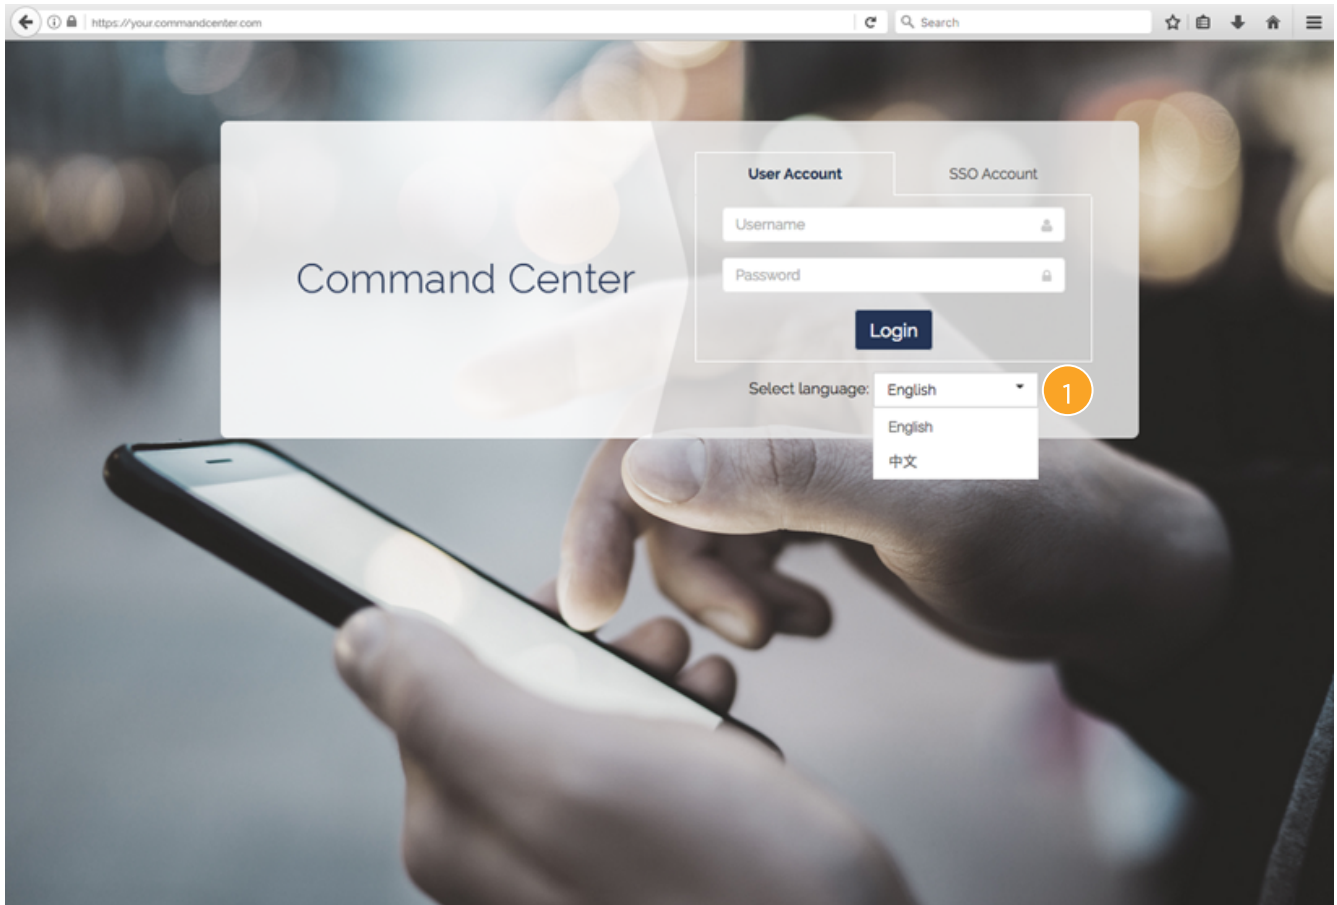 https://your.commandcenter.com
Search
User Account
SSO Account
Username
Password
Command Center
Login
Select language:
English
1
English
中文